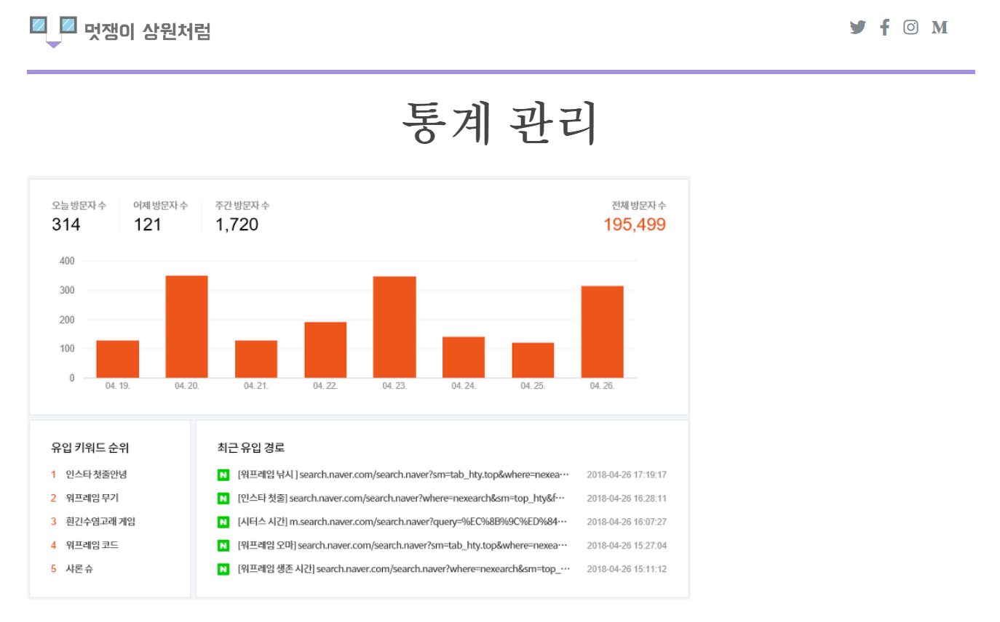 멋쟁이 상원처럼
통계 관리
오늘 방문자 수 어제 방문자 수 주간 방문자 수 전체 방문자 수
314 121 1,720 195,499
400
300
200
100
0
04. 19. 04. 20. 04. 21. 04. 22. 04. 23. 04. 24. 04. 25. 04. 26.
유입 키워드 순위
1 인스타 첫줄안녕
2 워프레임 무기
3 흰긴수염고래 게임
4 워프레임 코드
5 샤론 슈
최근 유입 경로
N [워프레임 낚시 ] search.naver.com/search.naver?sm=tab_hty.top&where=nexea… 2018-04-26 17:19:17
N [인스타 첫줄] search.naver.com/search.naver?where=nexearch&sm=top_hty&f… 2018-04-26 16:28:11
N [시터스 시간] m.search.naver.com/search.naver?query=%EC%8B%9C%ED%84… 2018-04-26 16:07:27
N [워프레임 오마] search.naver.com/search.naver?sm=tab_hty.top&where=nexea… 2018-04-26 15:27:04
N [워프레임 생존 시간] search.naver.com/search.naver?where=nexearch&sm=top_… 2018-04-26 15:11:12